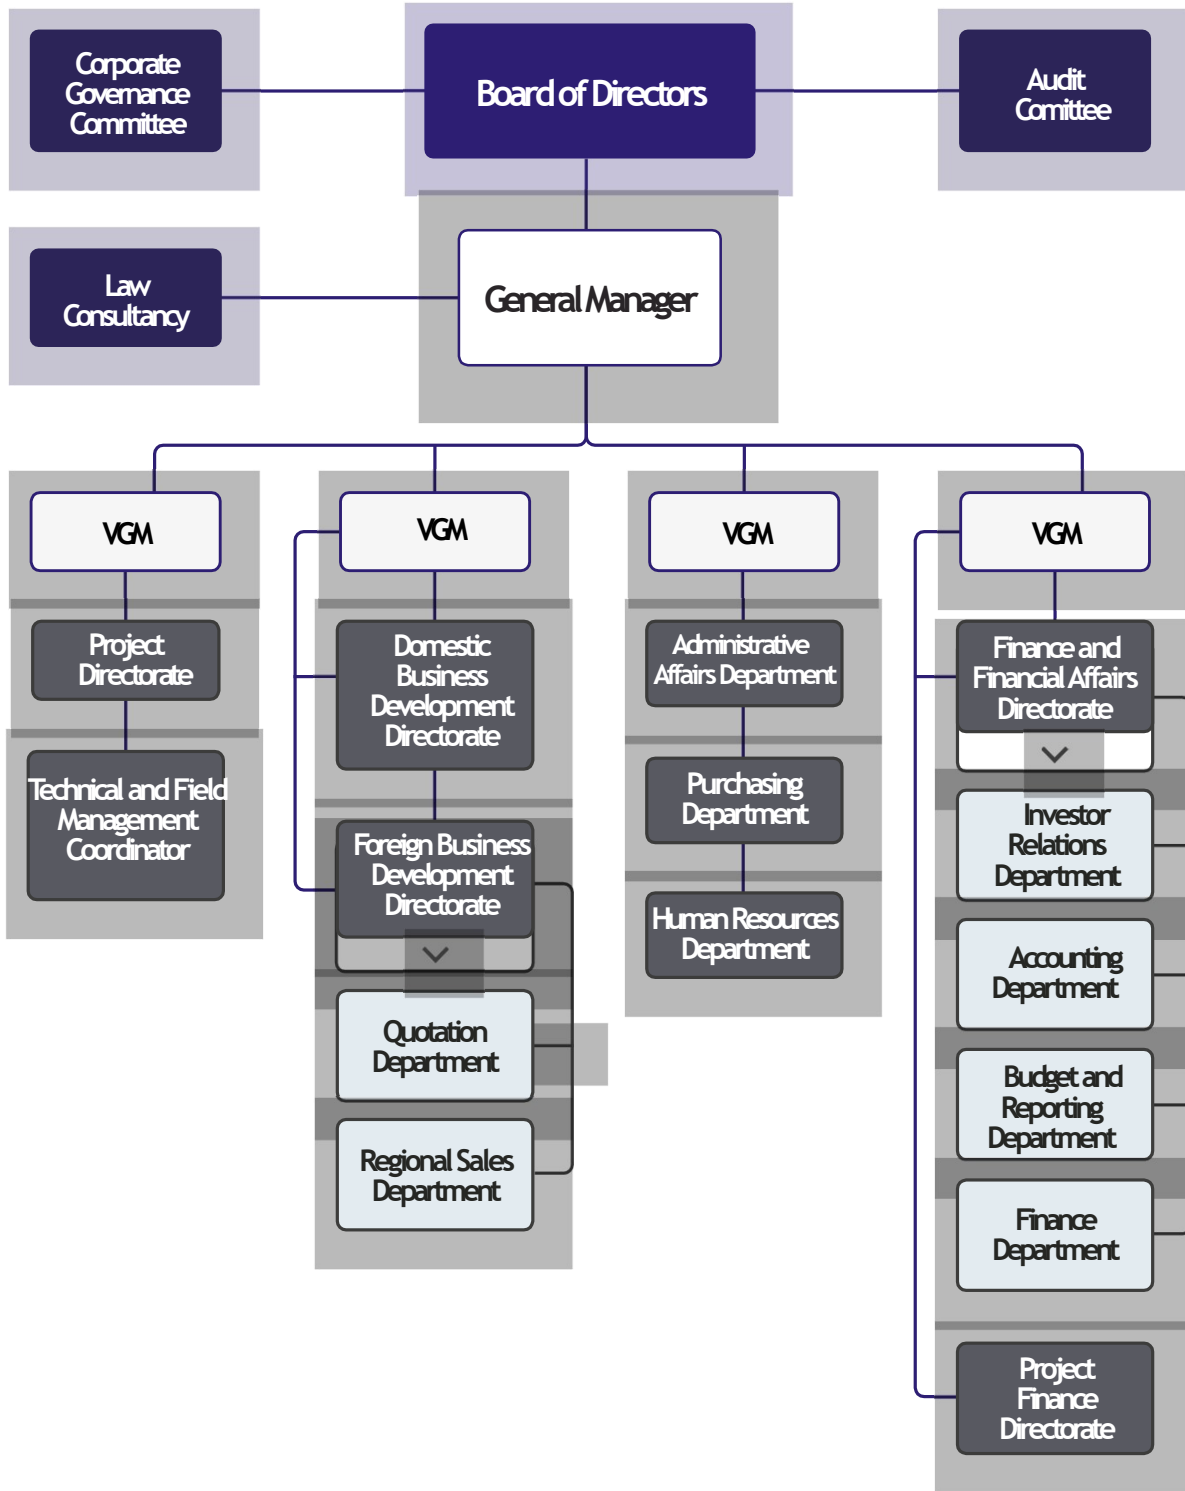 Corporate
Governance
Committee
Board of Directors
Audit
Comittee
Law
Consultancy
General Manager
VGM
VGM
VGM
VGM
Project
Directorate
Technical and Field
Management
Coordinator
Domestic
Business
Development
Directorate
Foreign Business
Development
Directorate
Quotation
Department
Regional Sales
Department
Administrative
Affairs Department
Purchasing
Department
Human Resources
Department
Finance and
Financial Affairs
Directorate
Investor
Relations
Department
Accounting
Department
Budget and
Reporting
Department
Finance
Department
Project
Finance
Directorate